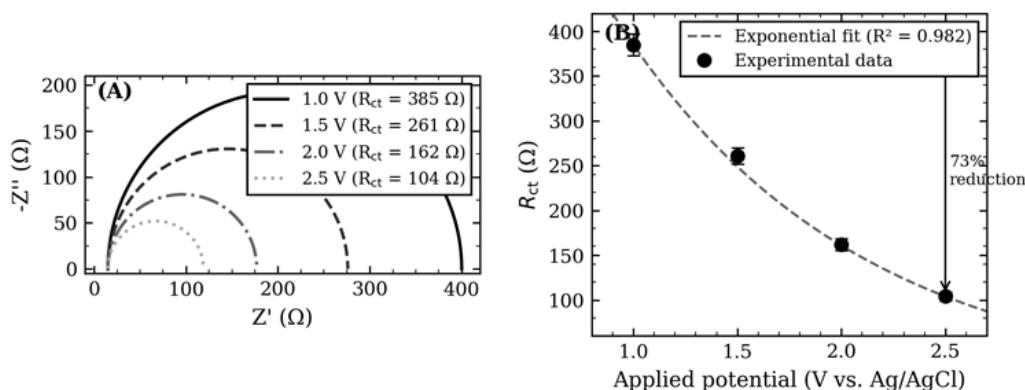 (A)
1.0 V (Rct = 385 Ω)
1.5 V (Rct = 261 Ω)
2.0 V (Rct = 162 Ω)
2.5 V (Rct = 104 Ω)
-Z'' (Ω)
200
150
100
50
0
0 100 200 300 400
Z' (Ω)
(B)
Exponential fit (R² = 0.982)
Experimental data
73%
reduction
Rct (Ω)
400
350
300
250
200
150
100
1.0 1.5 2.0 2.5
Applied potential (V vs. Ag/AgCl)